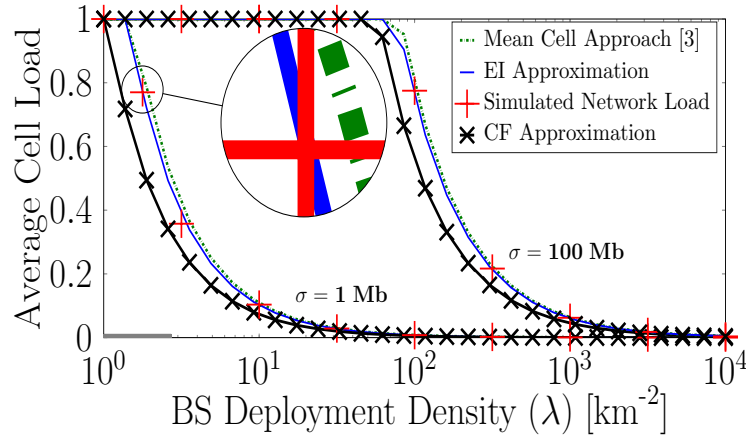 Average Cell Load
1
0.8
0.6
0.4
0.2
0
Mean Cell Approach [3]
EI Approximation
Simulated Network Load
CF Approximation
σ = 100 Mb
σ = 1 Mb
10^0
10^1
10^2
10^3
10^4
BS Deployment Density (λ) [km^-2]